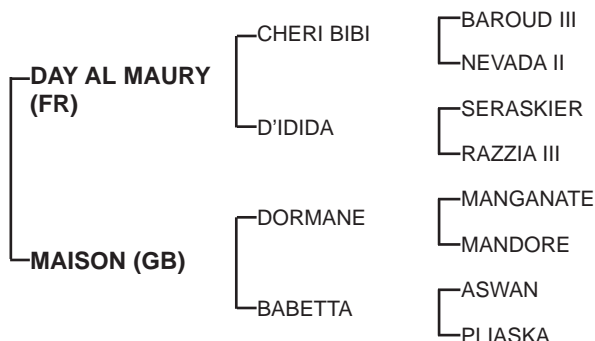 BAROUD III
CHERI BIBI
NEVADA II
DAY AL MAURY
(FR)
SERASKIER
D'IDIDA
RAZZIA III
MANGANATE
DORMANE
MANDORE
MAISON (GB)
ASWAN
BABETTA
PLIASKA